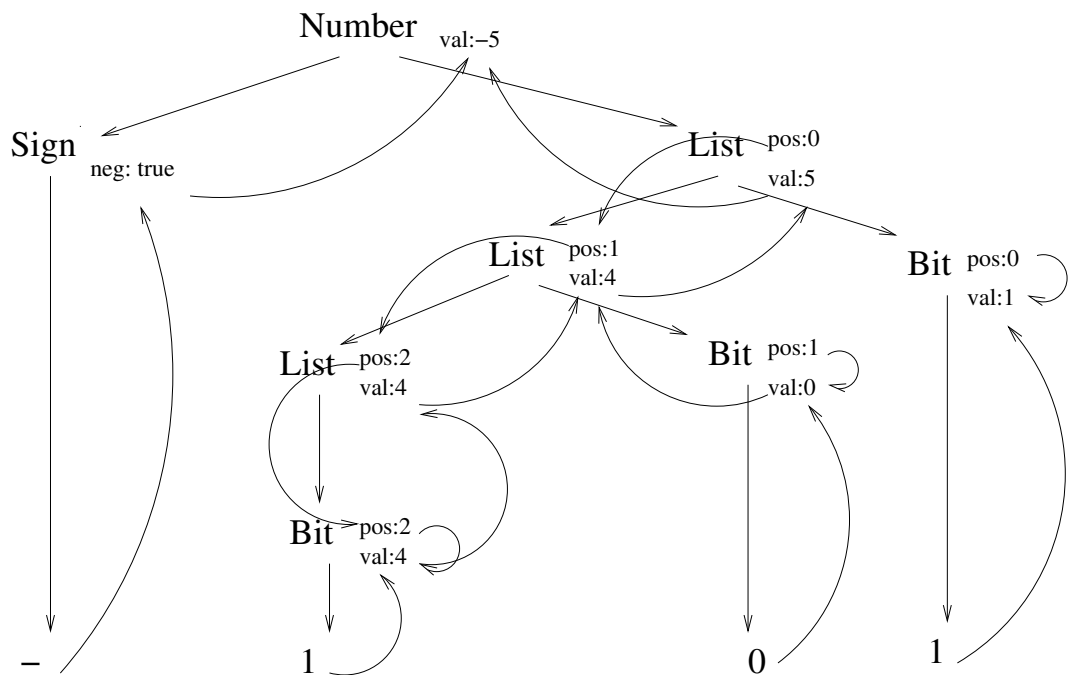 Number
val:−5
Sign
neg: true
List
pos:0
val:5
List
pos:1
val:4
Bit
pos:0
val:1
List
pos:2
val:4
Bit
pos:1
val:0
Bit
pos:2
val:4
−
1
0
1